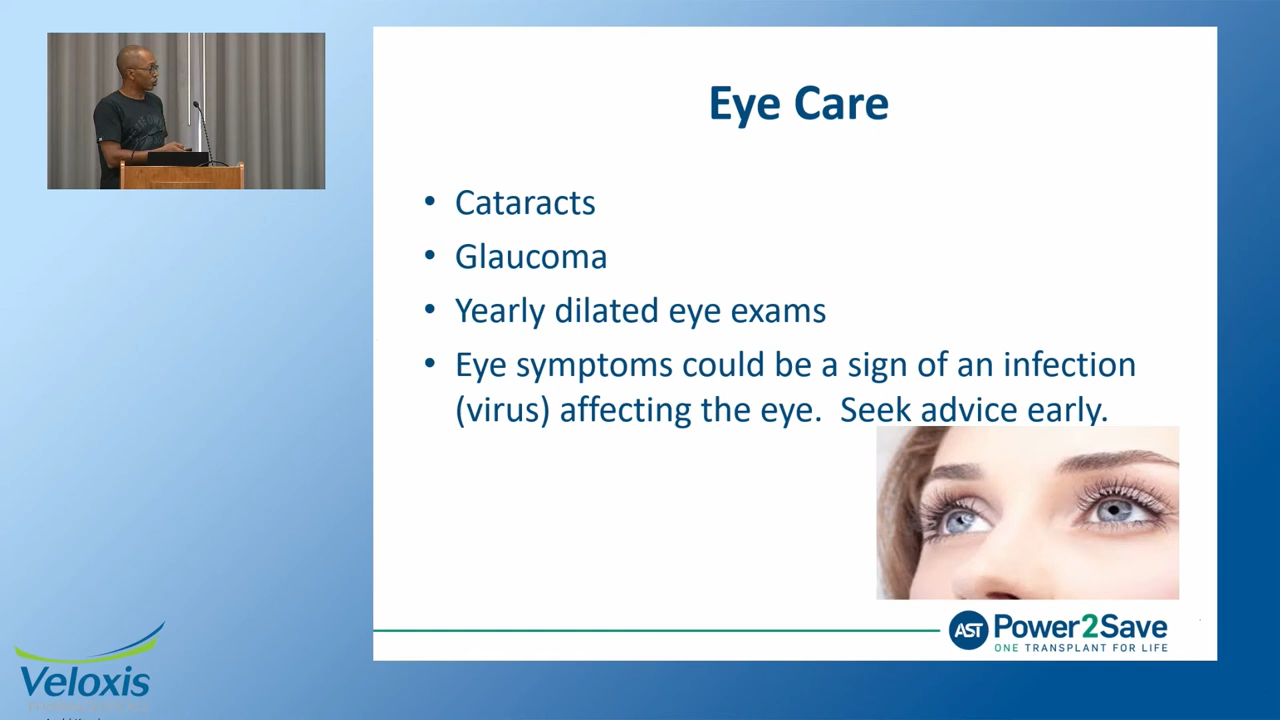 Eye Care
• Cataracts
• Glaucoma
• Yearly dilated eye exams
• Eye symptoms could be a sign of an infection
(virus) affecting the eye.  Seek advice early.
AST Power2Save
ONE TRANSPLANT FOR LIFE
Veloxis